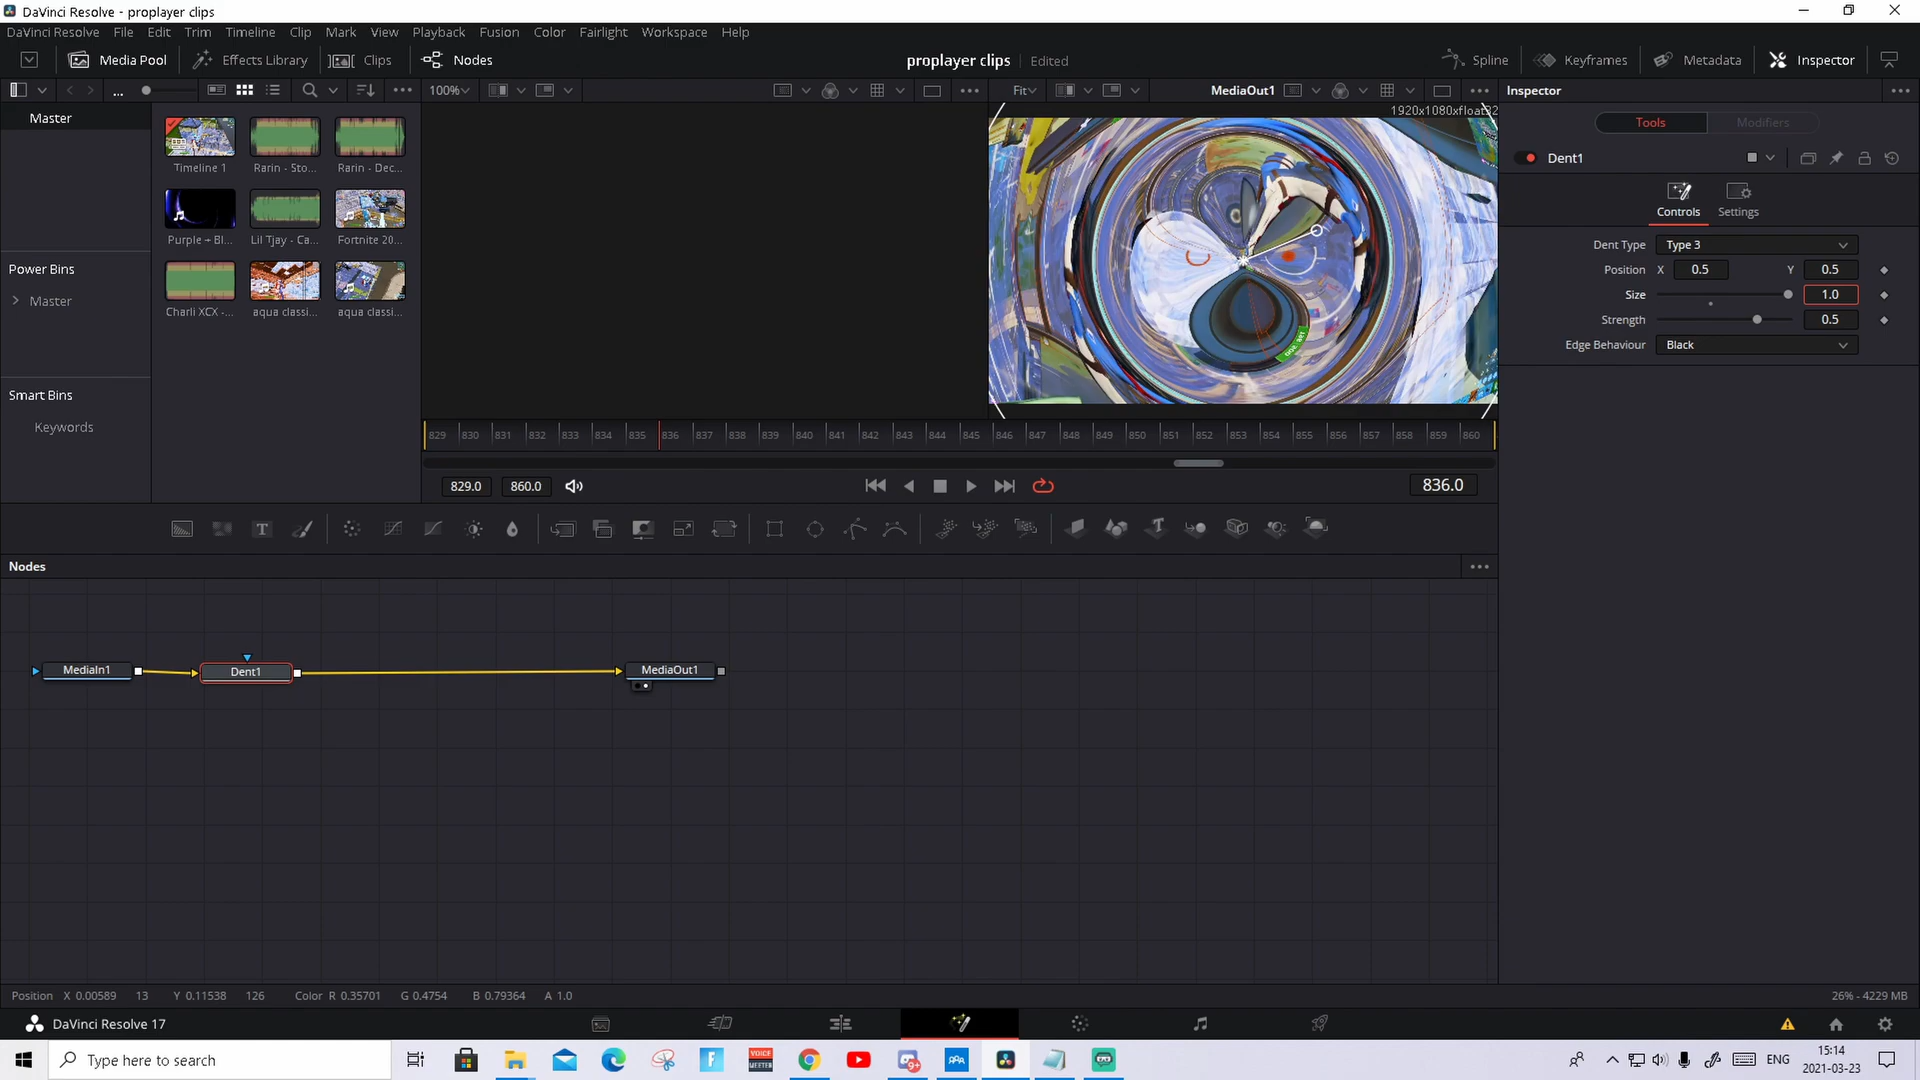 DaVinci Resolve - proplayer clips
DaVinci Resolve File Edit Trim Timeline Clip Mark View Playback Fusion Color Fairlight Workspace Help
Media Pool Effects Library Clips Nodes proplayer clips Edited Spline Keyframes Metadata Inspector
... 100% Fit MediaOut1 Inspector
1920x1080xfloat32
Master
Tools Modifiers
Timeline 1 Rarin - Sto... Rarin - Dec...
Dent1
Controls Settings
Purple + Bl... Lil Tjay - Ca... Fortnite 20...
Dent Type Type 3
Power Bins
Position X 0.5 Y 0.5
Master
Size 1.0
Charli XCX -... aqua classi... aqua classi...
Strength 0.5
Edge Behaviour Black
Smart Bins
Keywords
829 830 831 832 833 834 835 836 837 838 839 840 841 842 843 844 845 846 847 848 849 850 851 852 853 854 855 856 857 858 859 860
829.0 860.0 836.0
T
Nodes
MediaIn1 Dent1 MediaOut1
Position X 0.00589 13 Y 0.11538 126 Color R 0.35701 G 0.4754 B 0.79364 A 1.0 26% - 4229 MB
DaVinci Resolve 17
Type here to search
VOICE MEETER
9+
ENG
15:14
2021-03-23